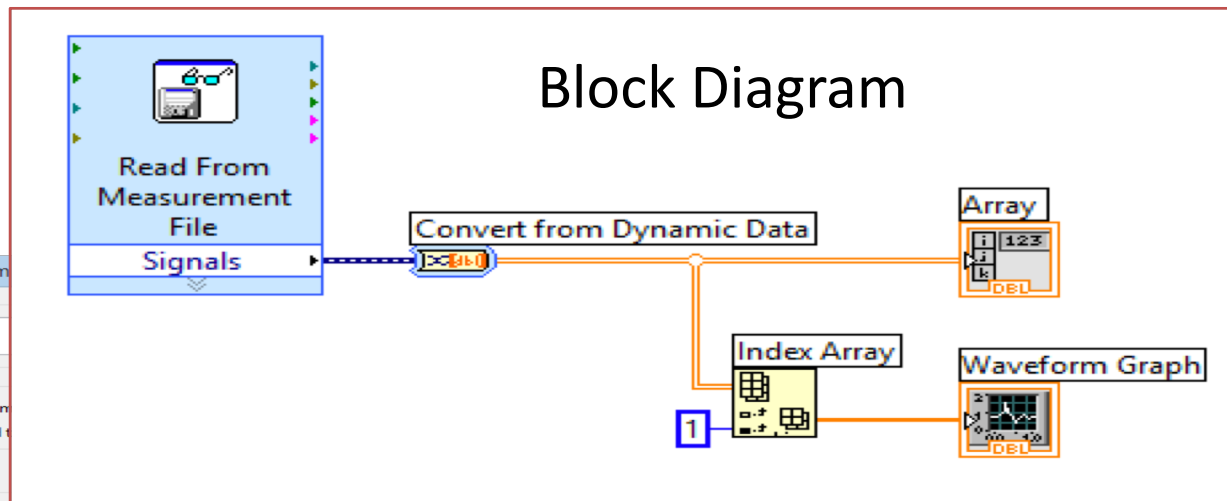 Block Diagram
Read From
Measurement
File
Signals
Convert from Dynamic Data
Array
123
DBL
Index Array
1
Waveform Graph
DBL